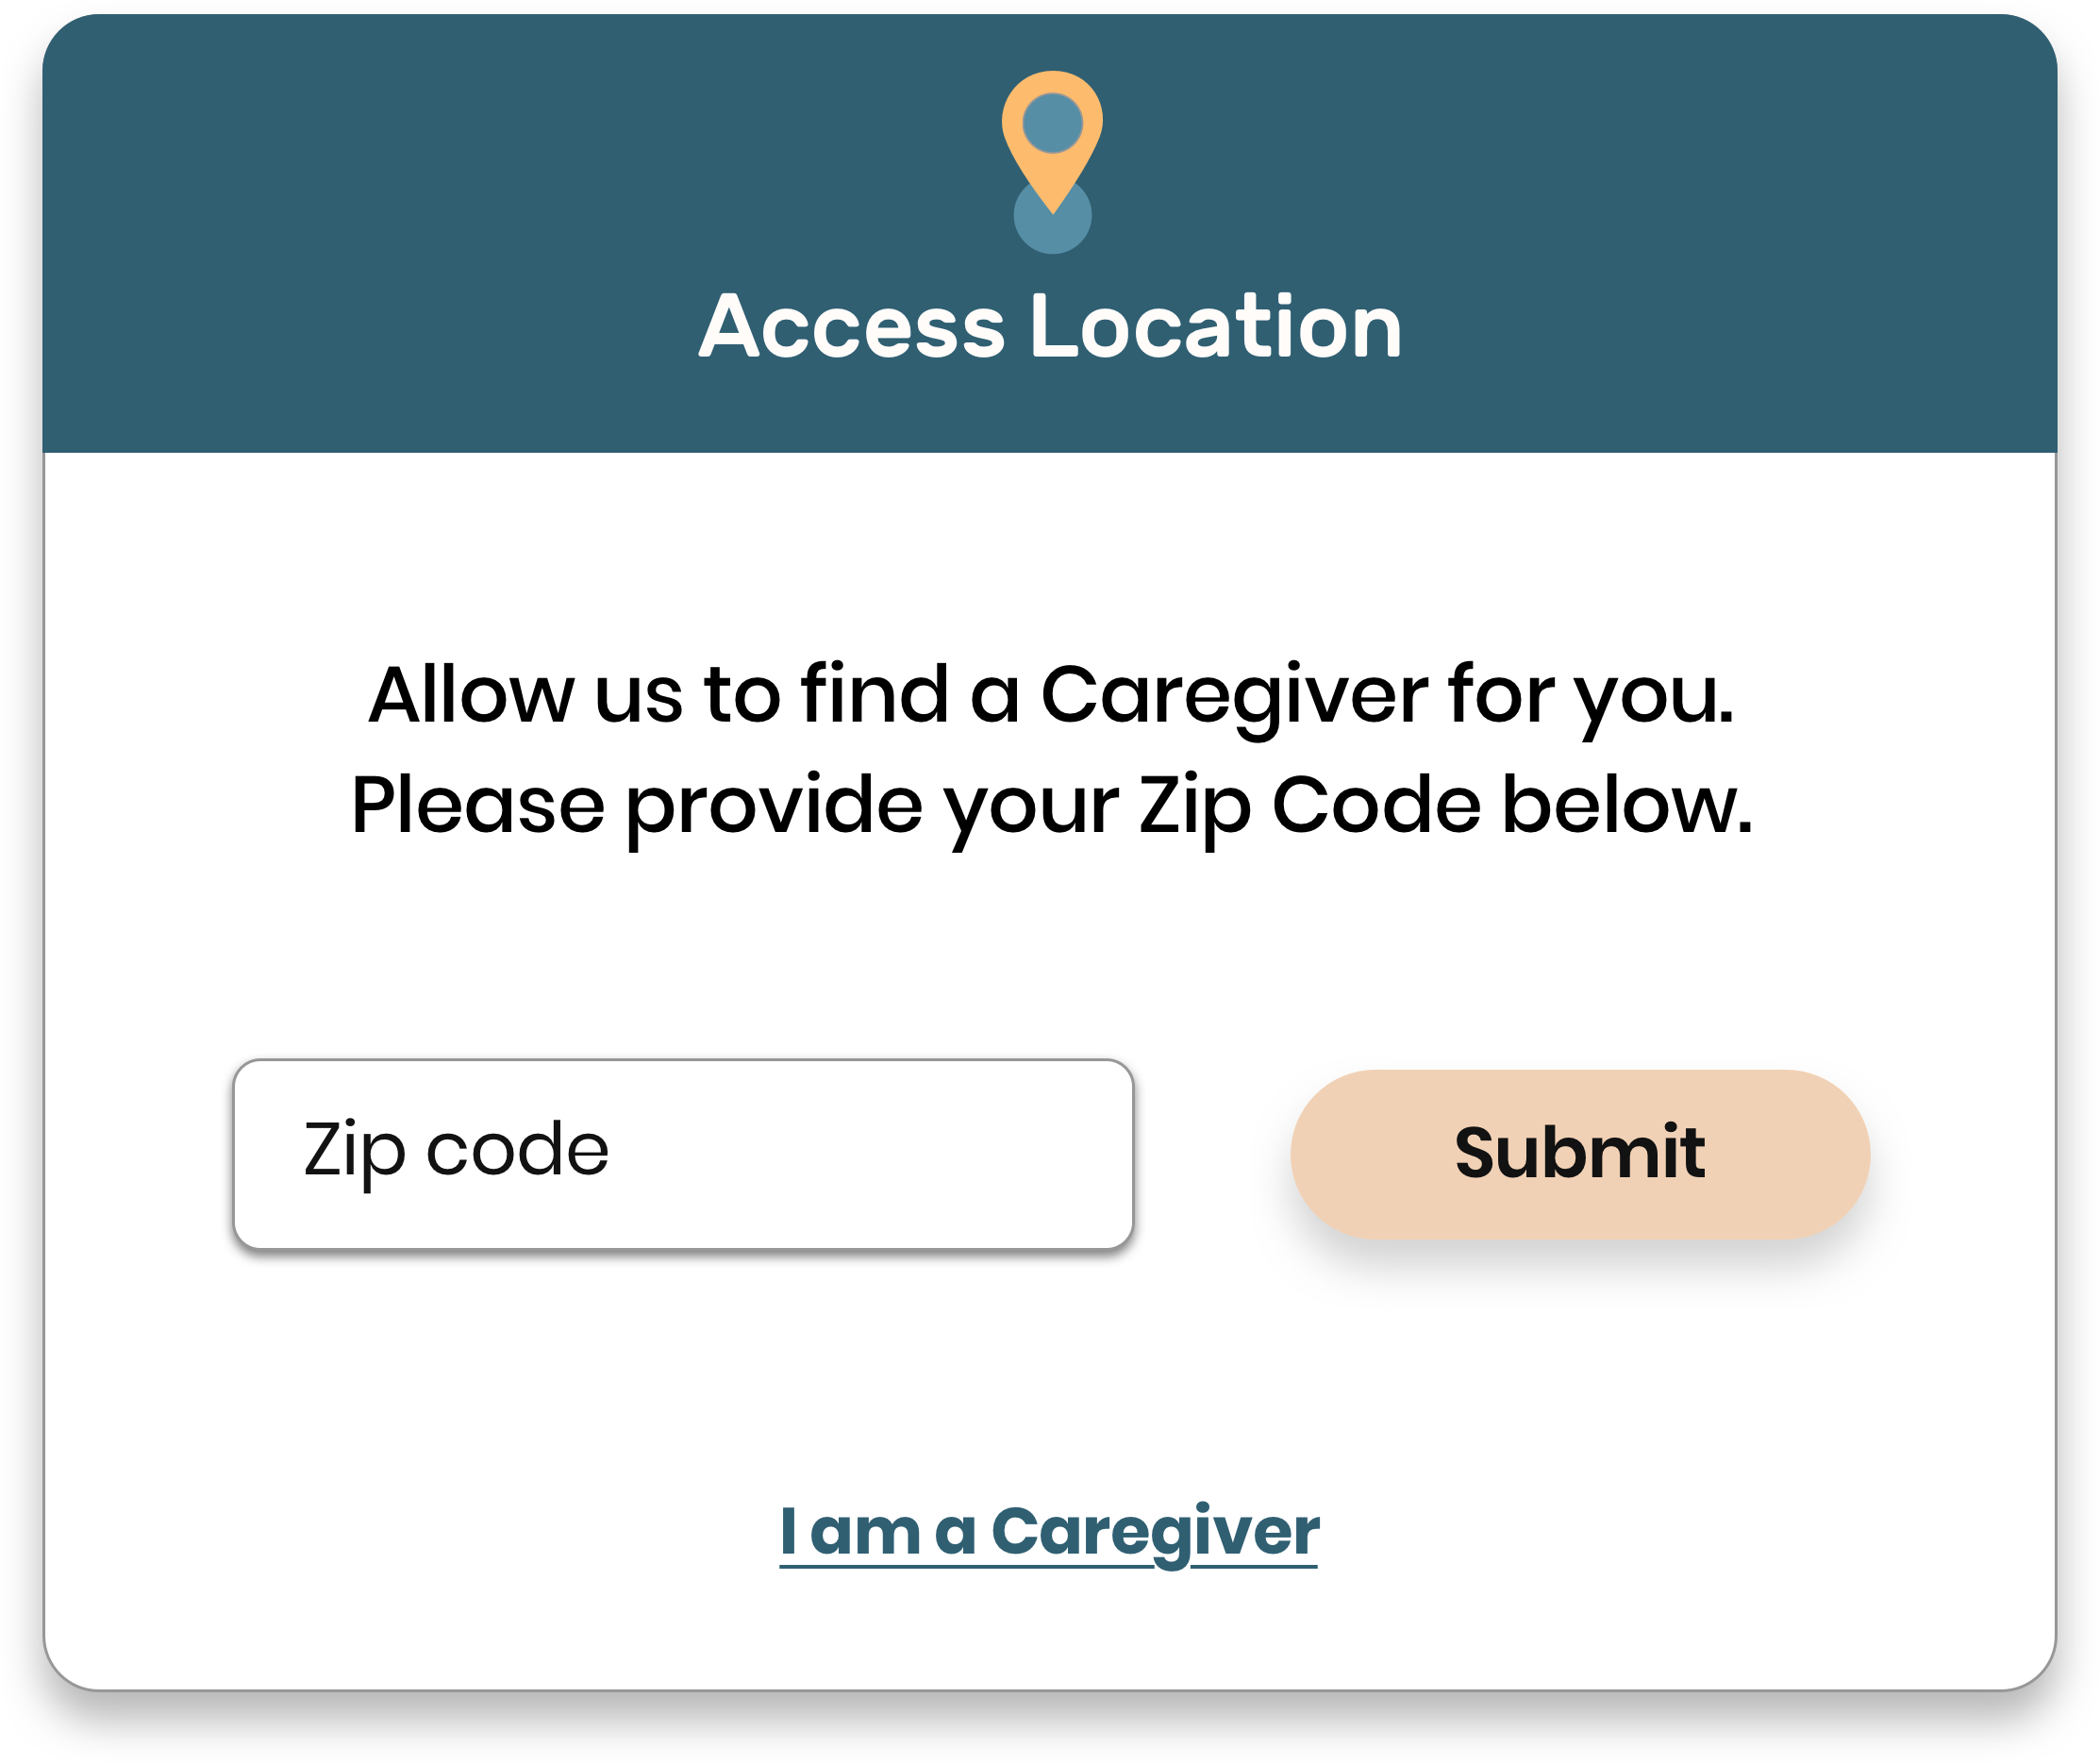 Access Location
Allow us to find a Caregiver for you.
Please provide your Zip Code below.
Zip code
Submit
I am a Caregiver